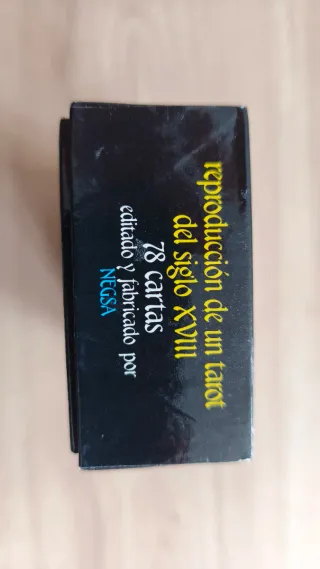 reproducción de un tarot
del siglo XVIII
78 cartas
editado y fabricado por
NEGSA